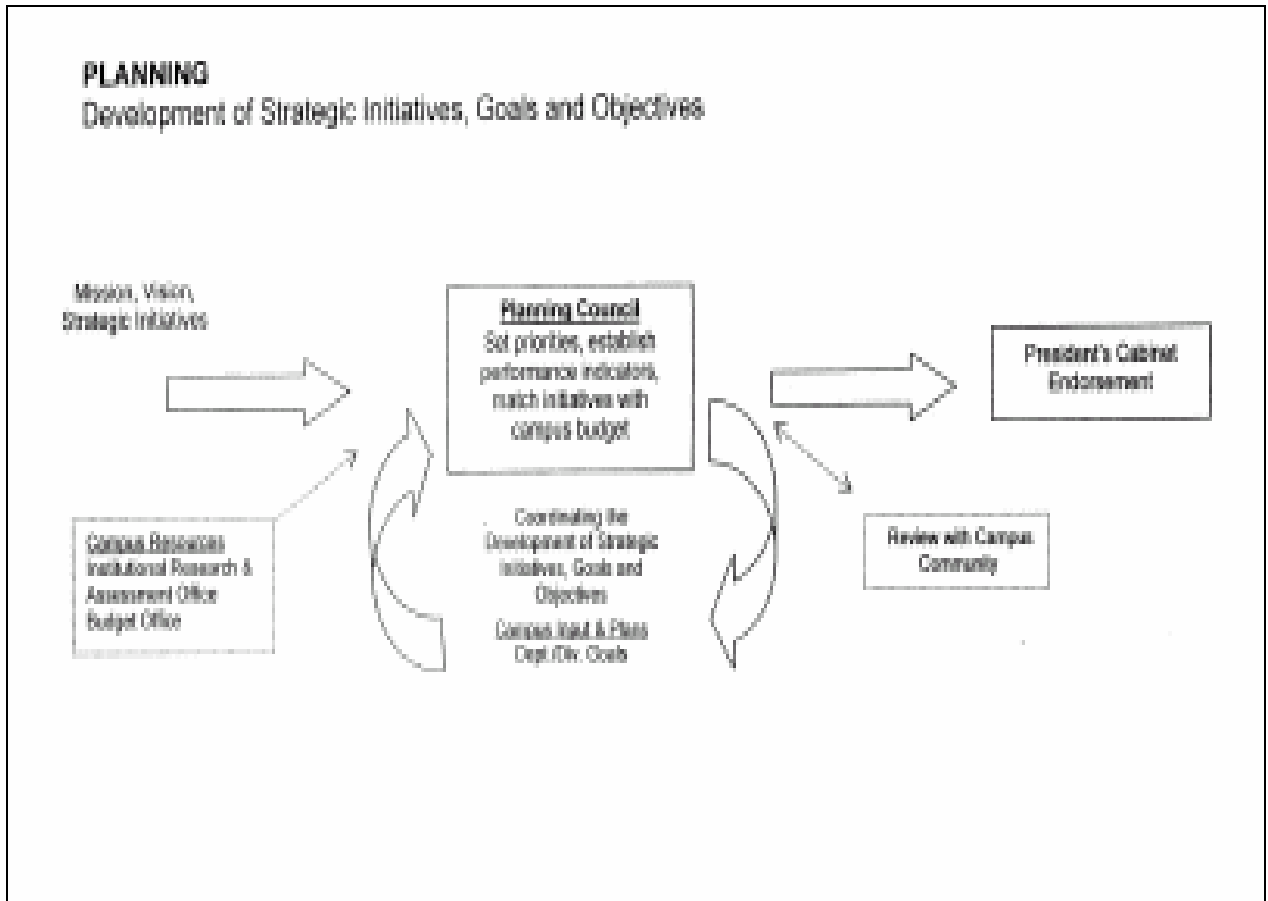 PLANNING
Development of Strategic Initiatives, Goals and Objectives
Mission, Vision,
Strategic Initiatives
Planning Council
Set priorities, establish
performance indicators,
match initiatives with
campus budget
President's Cabinet
Endorsement
Campus Resources
Institutional Research &
Assessment Office
Budget Office
Coordinating the
Development of Strategic
Initiatives, Goals and
Objectives
Campus Input & Plans
Dept./Div. Goals
Review with Campus
Community